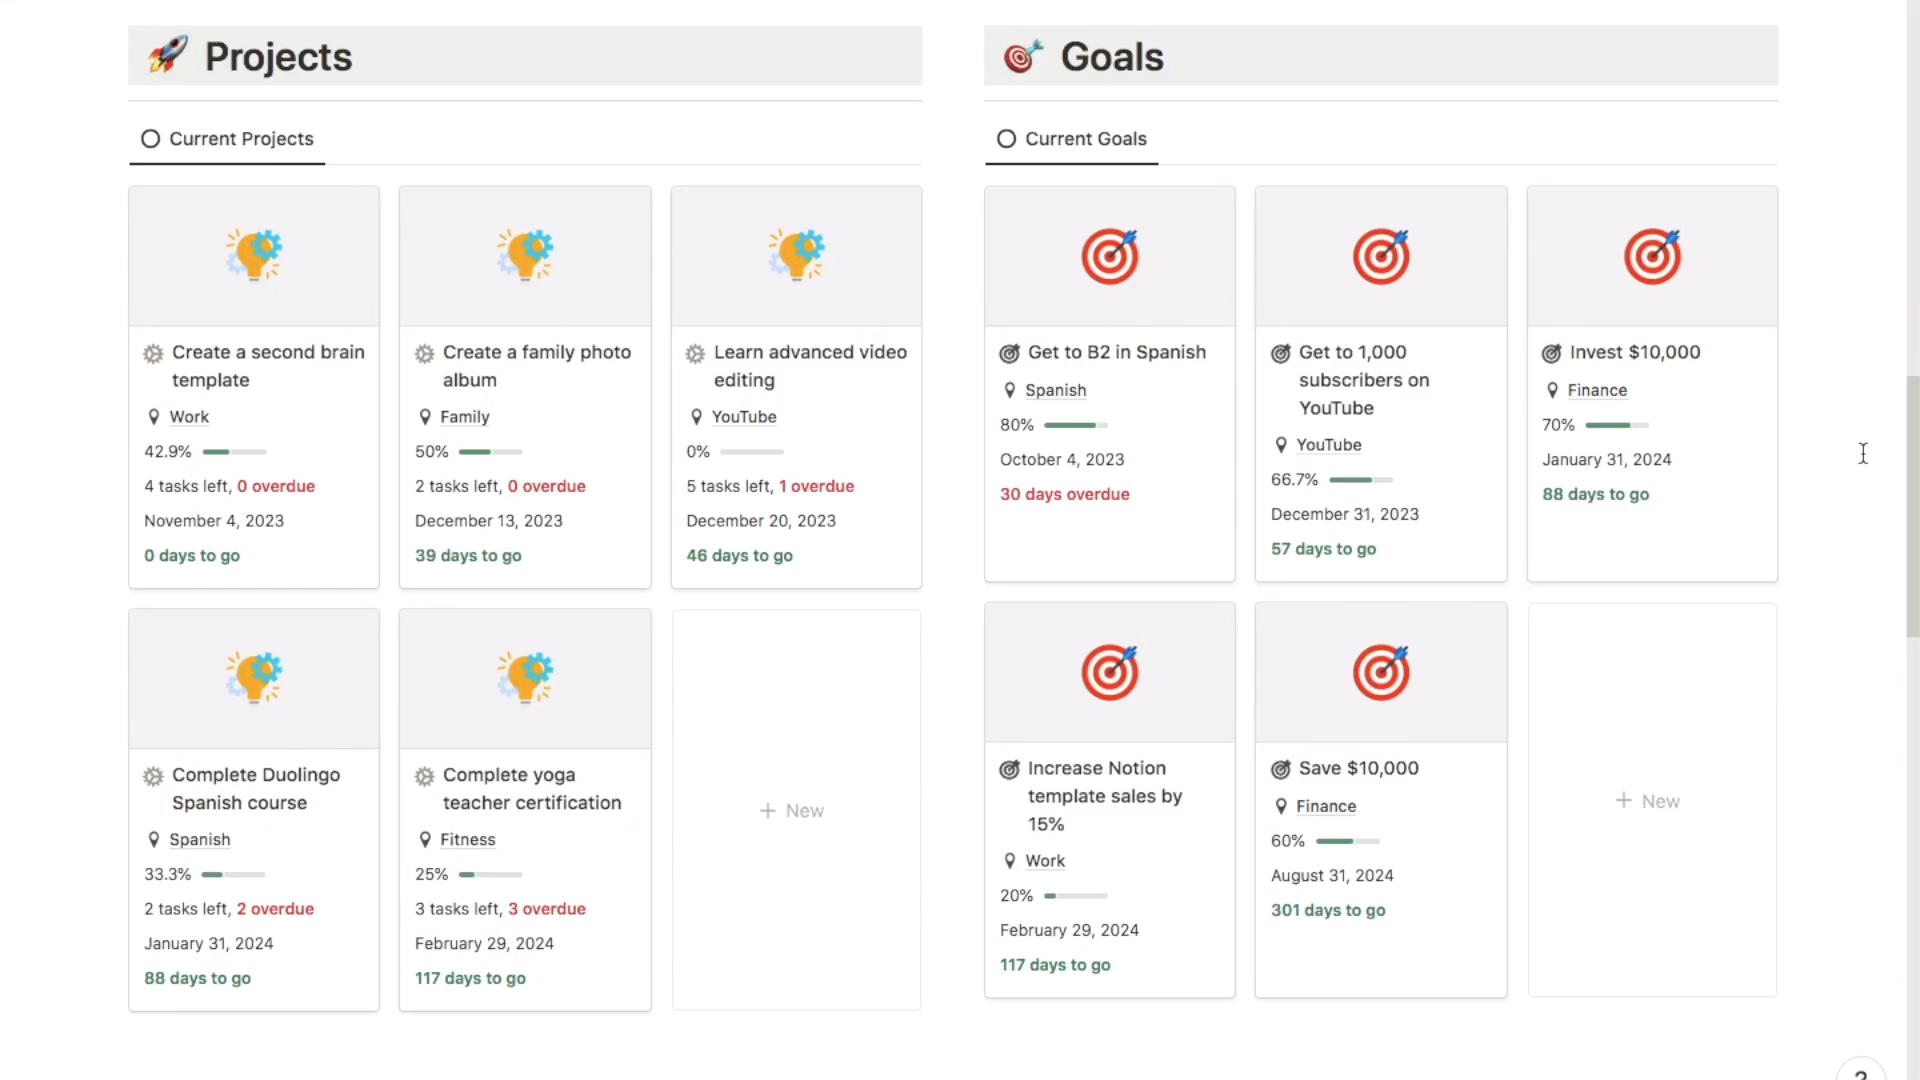 Projects
Current Projects
Create a second brain
template
Work
42.9%
4 tasks left, 0 overdue
November 4, 2023
0 days to go
Create a family photo
album
Family
50%
2 tasks left, 0 overdue
December 13, 2023
39 days to go
Learn advanced video
editing
YouTube
0%
5 tasks left, 1 overdue
December 20, 2023
46 days to go
Complete Duolingo
Spanish course
Spanish
33.3%
2 tasks left, 2 overdue
January 31, 2024
88 days to go
Complete yoga
teacher certification
Fitness
25%
3 tasks left, 3 overdue
February 29, 2024
117 days to go
+ New
Goals
Current Goals
Get to B2 in Spanish
Spanish
80%
October 4, 2023
30 days overdue
Get to 1,000
subscribers on
YouTube
YouTube
66.7%
December 31, 2023
57 days to go
Invest $10,000
Finance
70%
January 31, 2024
88 days to go
Increase Notion
template sales by
15%
Work
20%
February 29, 2024
117 days to go
Save $10,000
Finance
60%
August 31, 2024
301 days to go
+ New
?